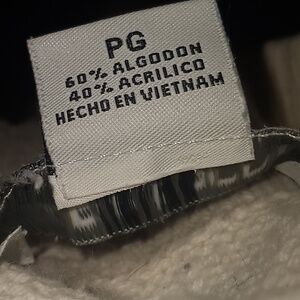 PG
60% ALGODON
40% ACRILICO
HECHO EN VIETNAM